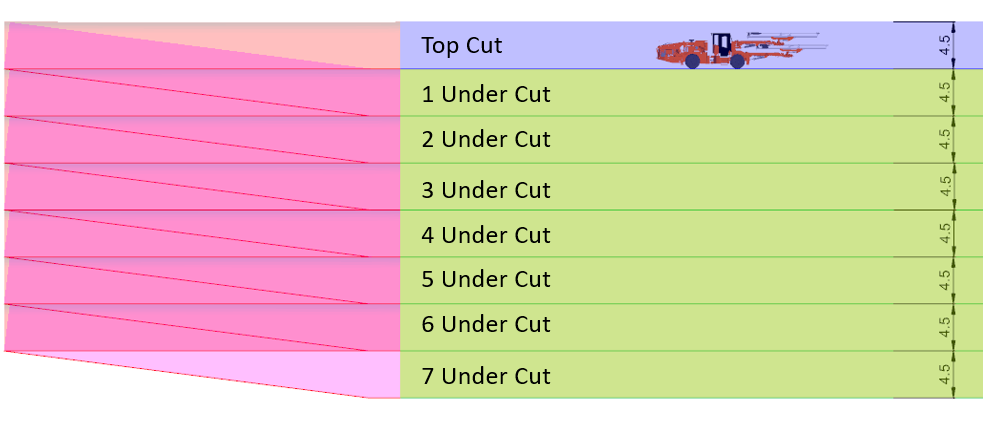 Top Cut
4.5
1 Under Cut
4.5
2 Under Cut
4.5
3 Under Cut
4.5
4 Under Cut
4.5
5 Under Cut
4.5
6 Under Cut
4.5
7 Under Cut
4.5